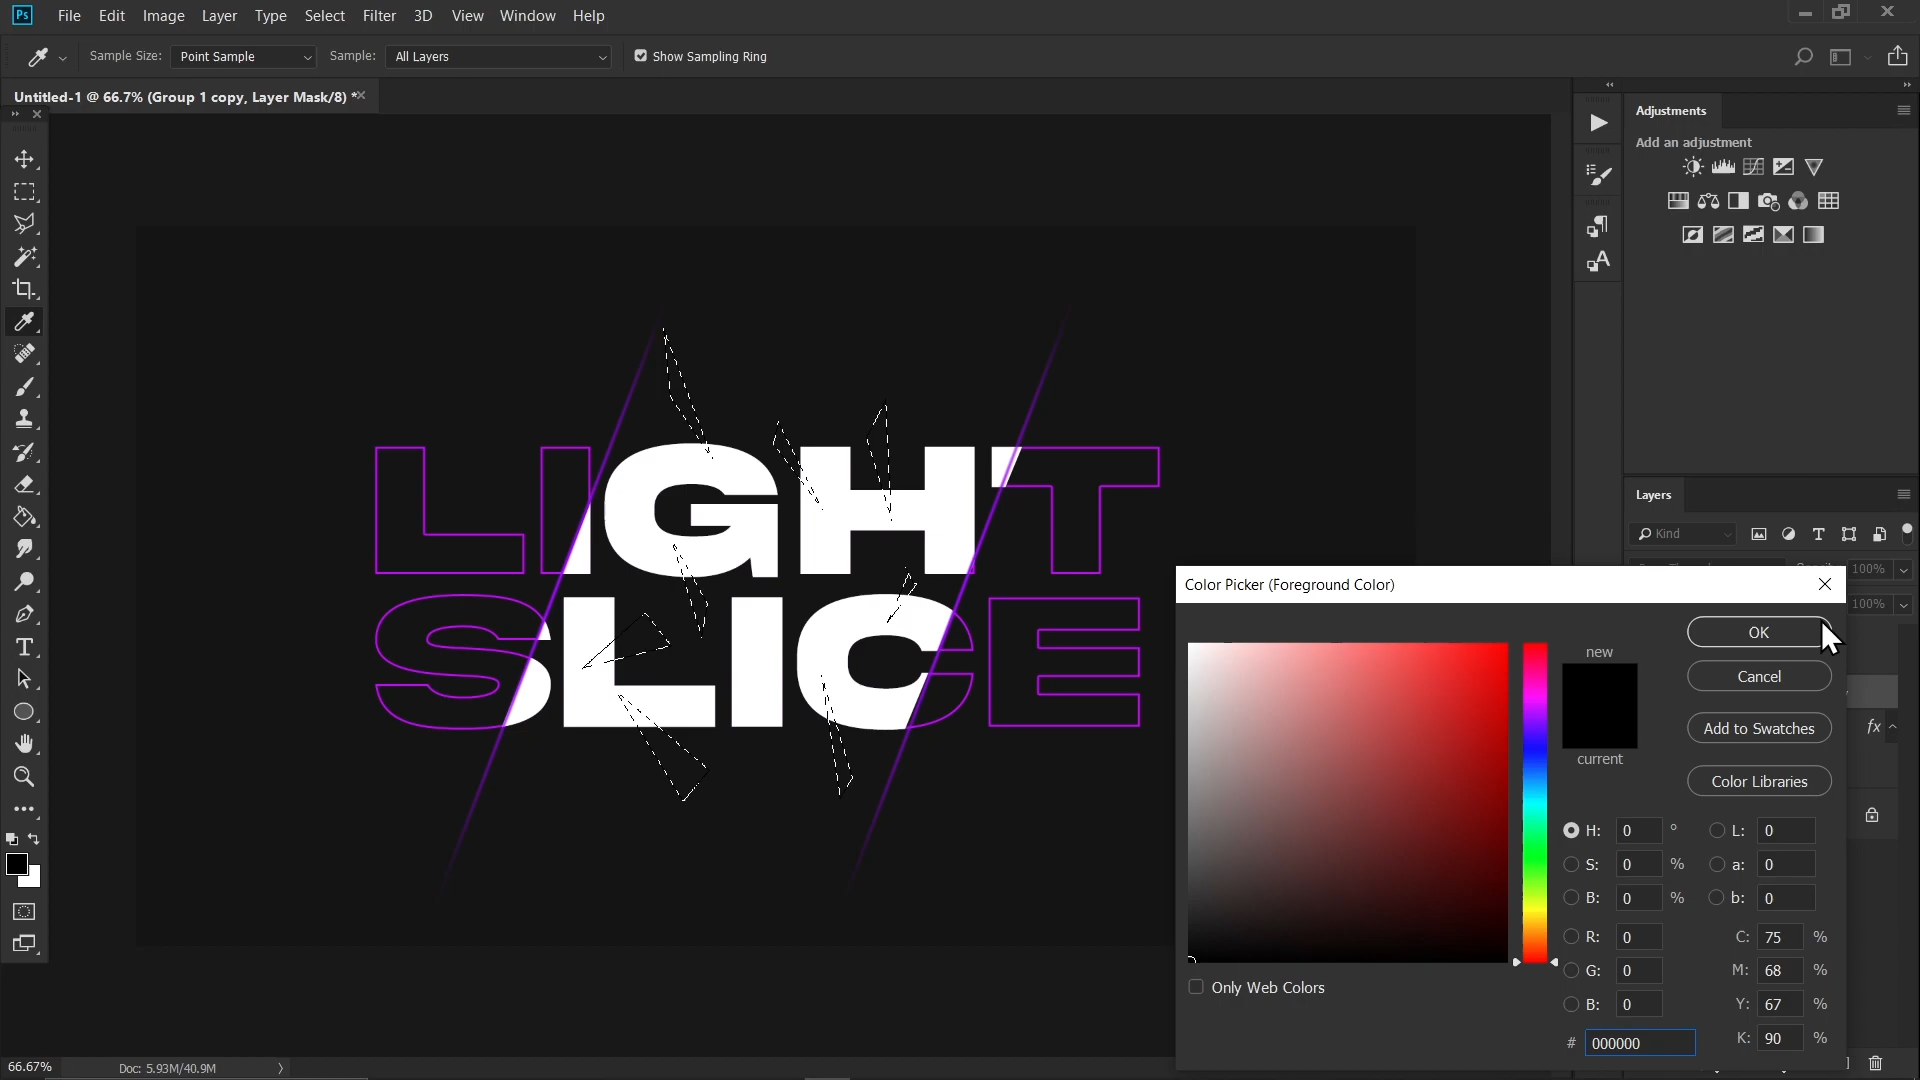 Ps File Edit Image Layer Type Select Filter 3D View Window Help
Sample Size: Point Sample Sample: All Layers Show Sampling Ring
Untitled-1 @ 66.7% (Group 1 copy, Layer Mask/8) *
Adjustments
Add an adjustment
LIGHT
SLICE
Layers
Kind
100%
100%
fx
Color Picker (Foreground Color)
new
current
OK
Cancel
Add to Swatches
Color Libraries
H: 0 ° L: 0
S: 0 % a: 0
B: 0 % b: 0
R: 0 C: 75 %
G: 0 M: 68 %
B: 0 Y: 67 %
# 000000 K: 90 %
Only Web Colors
66.67% Doc: 5.93M/40.9M